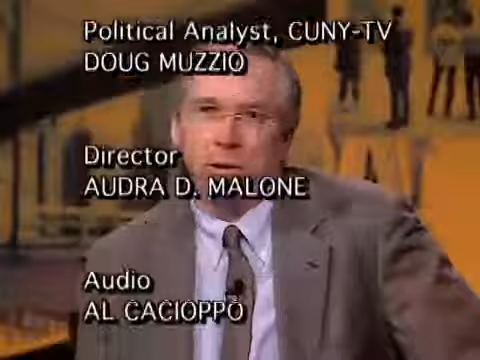 Political Analyst, CUNY-TV
DOUG MUZZIO
Director
AUDRA D. MALONE
Audio
AL CACIOPPO